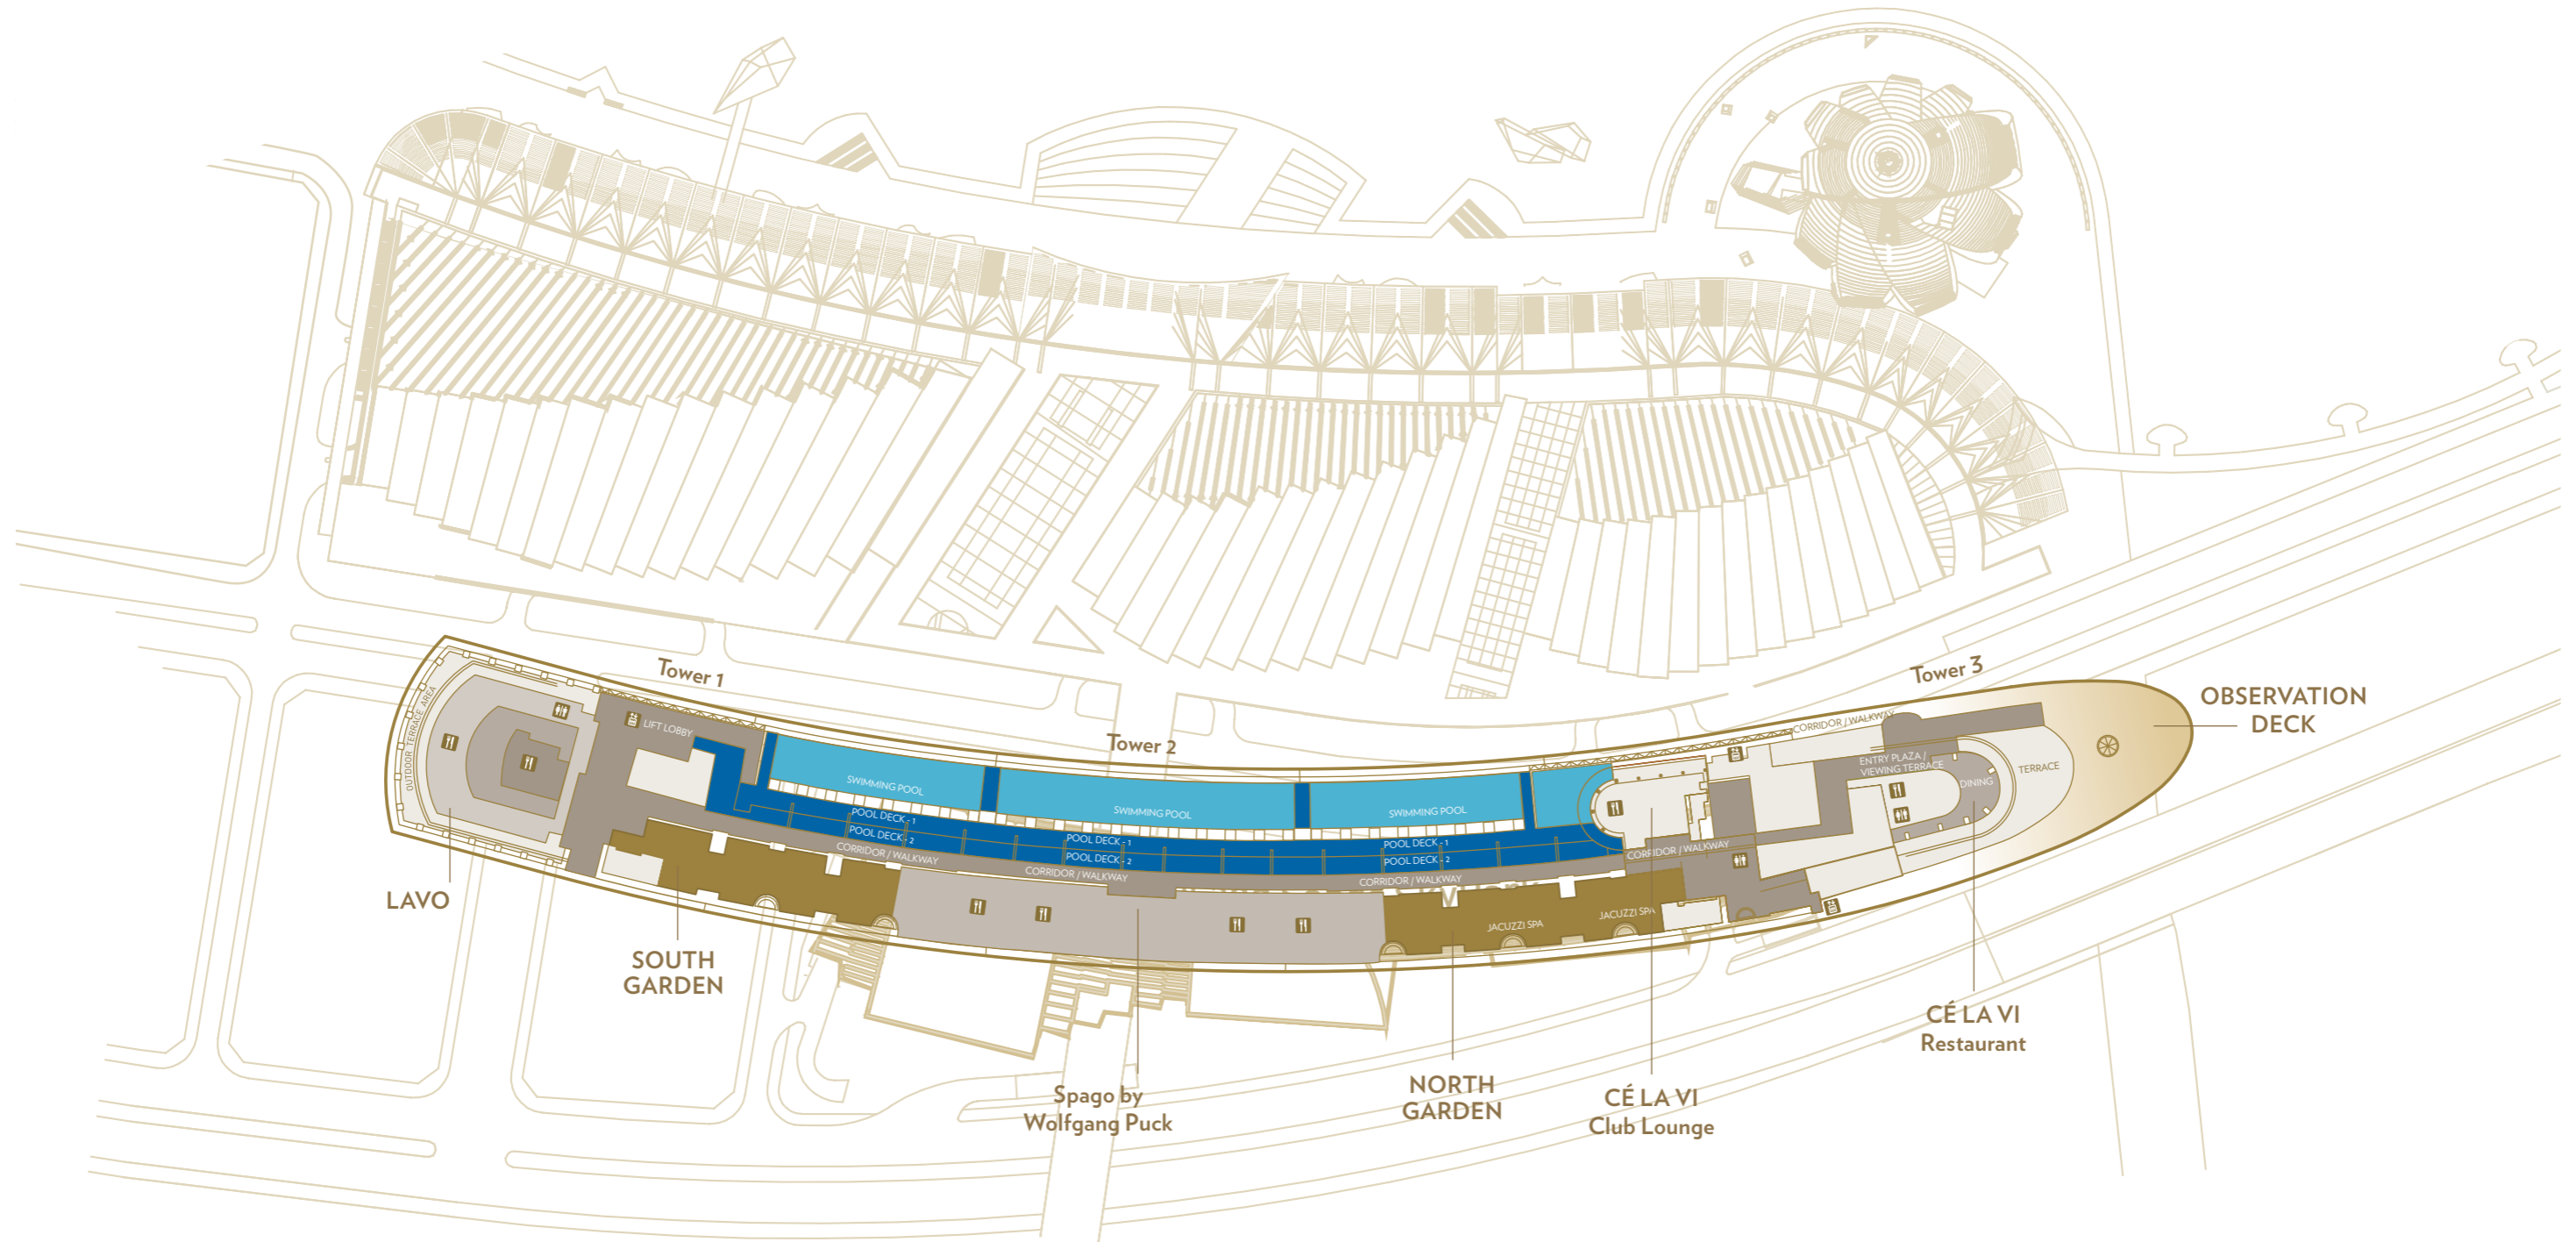 Tower 1
Tower 2
Tower 3
OBSERVATION
DECK
OUTDOOR TERRACE AREA
LIFT LOBBY
SWIMMING POOL
SWIMMING POOL
SWIMMING POOL
POOL DECK - 1
POOL DECK - 2
POOL DECK - 1
POOL DECK - 2
POOL DECK - 1
POOL DECK - 2
CORRIDOR / WALKWAY
CORRIDOR / WALKWAY
CORRIDOR / WALKWAY
CORRIDOR / WALKWAY
CORRIDOR / WALKWAY
ENTRY PLAZA /
VIEWING TERRACE
DINING
TERRACE
JACUZZI SPA
JACUZZI SPA
LAVO
SOUTH
GARDEN
Spago by
Wolfgang Puck
NORTH
GARDEN
CÉ LA VI
Club Lounge
CÉ LA VI
Restaurant